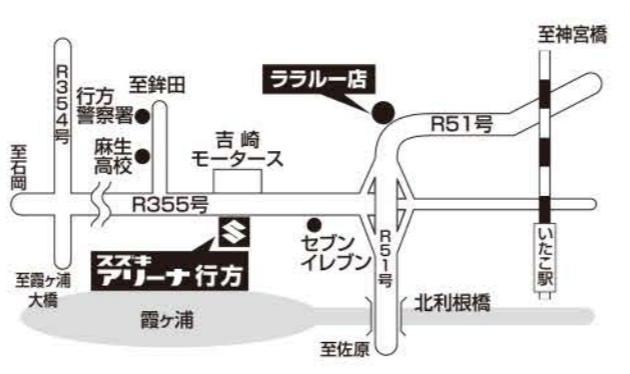 至神宮橋
ララルー店
R354号
行方
警察署
至鉾田
R51号
麻生
高校
吉崎
モータース
至石岡
R355号
セブン
イレブン
R51号
いたこ駅
スズキ
アリーナ 行方
至霞ヶ浦
大橋
霞ヶ浦
北利根橋
至佐原